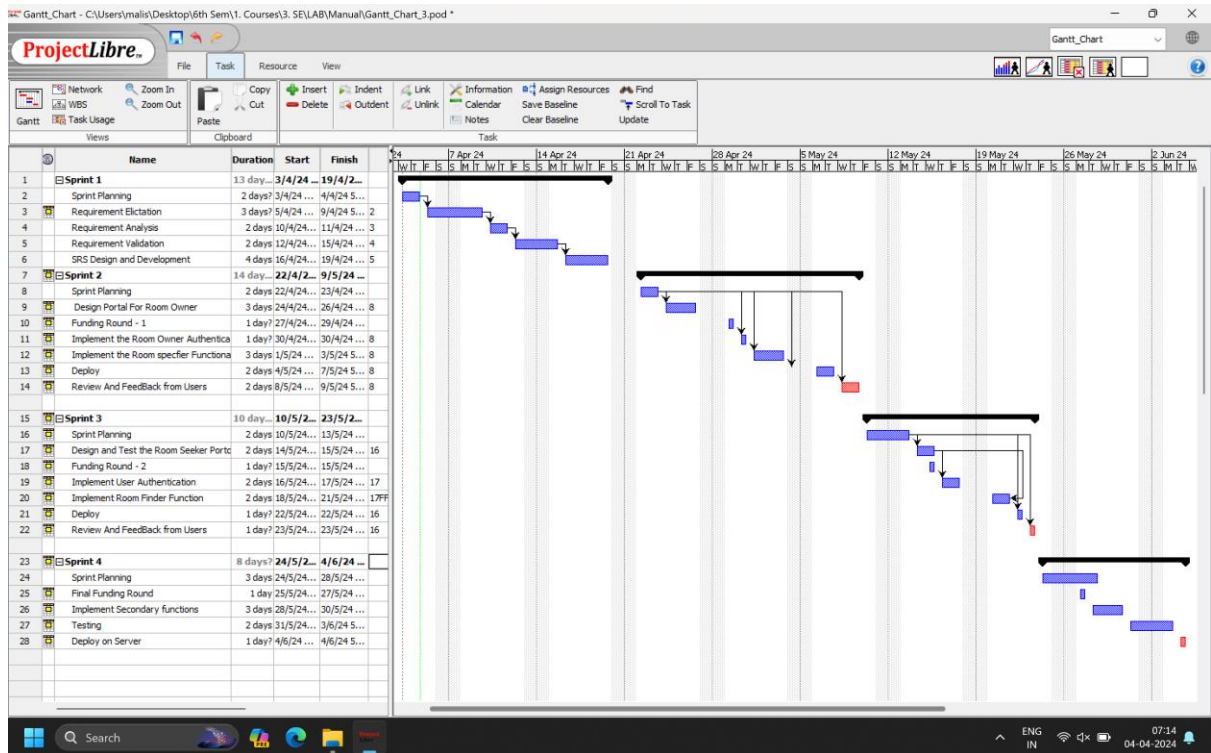 Gantt_Chart - C:\Users\malis\Desktop\6th Sem\1. Courses\3. SE\LAB\Manual\Gantt_Chart_3.pod *
ProjectLibre
Gantt_Chart
File Task Resource View
Network Zoom In Copy Insert Indent Link Information Assign Resources Find
WBS Zoom Out Cut Delete Outdent Unlink Calendar Save Baseline Scroll To Task
Gantt Task Usage Paste Notes Clear Baseline Update
Views Clipboard Task
Name Duration Start Finish
24 7 Apr 24 14 Apr 24 21 Apr 24 28 Apr 24 5 May 24 12 May 24 19 May 24 26 May 24 2 Jun 24
W T F S S M T W T F S S M T W T F S S M T W T F S S M T W T F S S M T W T F S S M T W T F S S M T W T F S S M T W T F S S M T W
1 Sprint 1 13 day... 3/4/24 ... 19/4/2...
2 Sprint Planning 2 days? 3/4/24 ... 4/4/24 5...
3 Requirement Elictation 3 days? 5/4/24 ... 9/4/24 5... 2
4 Requirement Analysis 2 days 10/4/24... 11/4/24 ... 3
5 Requirement Validation 2 days 12/4/24... 15/4/24 ... 4
6 SRS Design and Development 4 days 16/4/24... 19/4/24 ... 5
7 Sprint 2 14 day... 22/4/2... 9/5/24 ...
8 Sprint Planning 2 days 22/4/24... 23/4/24 ...
9 Design Portal For Room Owner 3 days 24/4/24... 26/4/24 ... 8
10 Funding Round - 1 1 day? 27/4/24... 29/4/24 ...
11 Implement the Room Owner Authentica 1 day? 30/4/24... 30/4/24 ... 8
12 Implement the Room specfier Functiona 3 days 1/5/24 ... 3/5/24 5... 8
13 Deploy 2 days 4/5/24 ... 7/5/24 5... 8
14 Review And FeedBack from Users 2 days 8/5/24 ... 9/5/24 5... 8
15 Sprint 3 10 day... 10/5/2... 23/5/2...
16 Sprint Planning 2 days 10/5/24... 13/5/24 ...
17 Design and Test the Room Seeker Portc 2 days 14/5/24... 15/5/24 ... 16
18 Funding Round - 2 1 day? 15/5/24... 15/5/24 ...
19 Implement User Authentication 2 days 16/5/24... 17/5/24 ... 17
20 Implement Room Finder Function 2 days 18/5/24... 21/5/24 ... 17FF
21 Deploy 1 day? 22/5/24... 22/5/24 ... 16
22 Review And FeedBack from Users 1 day? 23/5/24... 23/5/24 ... 16
23 Sprint 4 8 days? 24/5/2... 4/6/24 ...
24 Sprint Planning 3 days 24/5/24... 28/5/24 ...
25 Final Funding Round 1 day 25/5/24... 27/5/24 ...
26 Implement Secondary functions 3 days 28/5/24... 30/5/24 ...
27 Testing 2 days 31/5/24... 3/6/24 5...
28 Deploy on Server 1 day? 4/6/24 ... 4/6/24 5...
Search
ENG
IN
07:14
04-04-2024